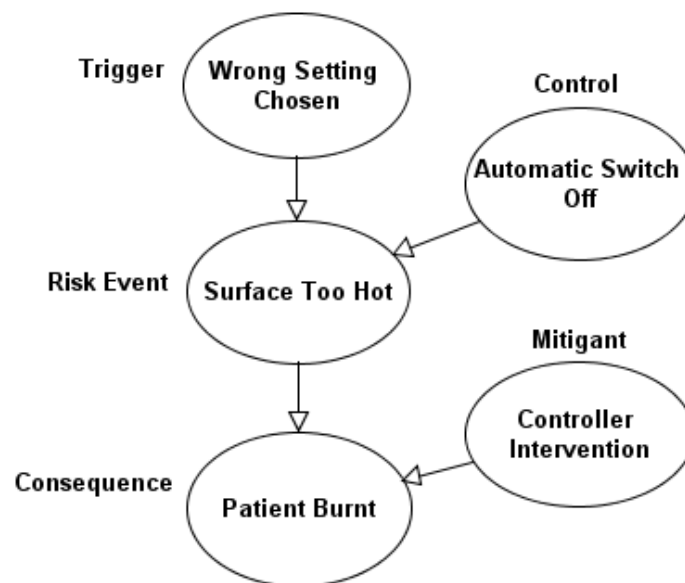 Trigger
Wrong Setting
Chosen
Control
Automatic Switch
Off
Risk Event
Surface Too Hot
Mitigant
Controller
Intervention
Consequence
Patient Burnt